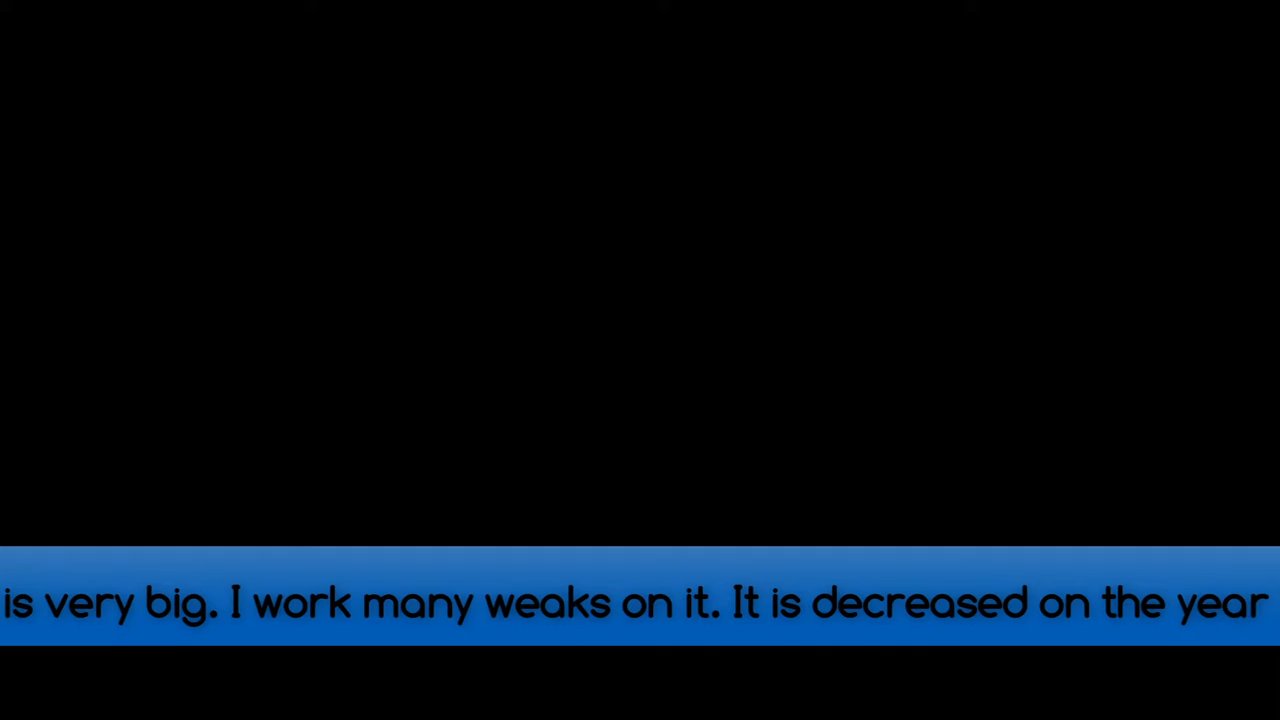 is very big. I work many weaks on it. It is decreased on the year